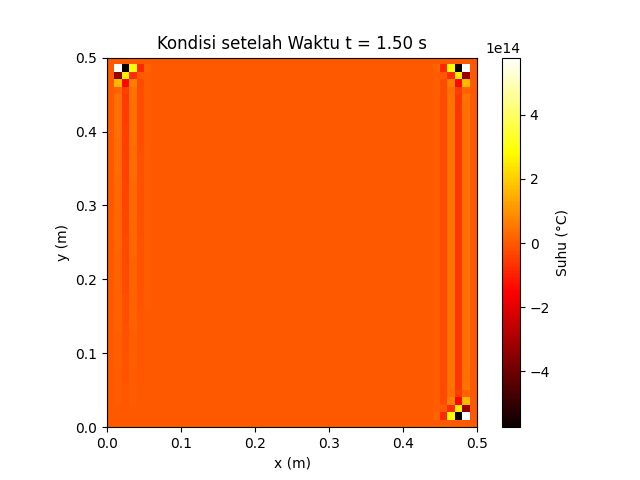 Kondisi setelah Waktu t = 1.50 s
1e14
0.5
0.4
0.3
0.2
0.1
0.0
y (m)
0.0 0.1 0.2 0.3 0.4 0.5
x (m)
4
2
0
−2
−4
Suhu (°C)